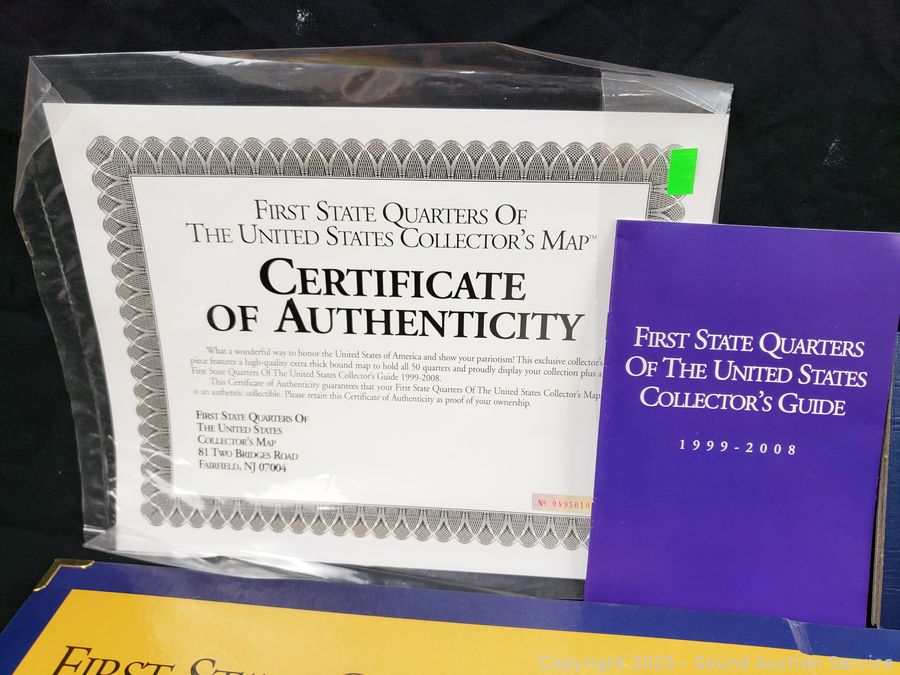 FIRST STATE QUARTERS OF
THE UNITED STATES COLLECTOR'S MAP™
CERTIFICATE
OF AUTHENTICITY
What a wonderful way to honor the United States of America and show your patriotism! This exclusive collector's
piece features a high-quality extra thick bound map to hold all 50 quarters and proudly display your collection plus a
First State Quarters Of The United States Collector's Guide 1999-2008.
This Certificate of Authenticity guarantees that your First State Quarters Of The United States Collector's Map
is an authentic collectible. Please retain this Certificate of Authenticity as proof of your ownership.
FIRST STATE QUARTERS OF
THE UNITED STATES
COLLECTOR'S MAP
81 TWO BRIDGES ROAD
FAIRFIELD, NJ 07004
Nº 0895610
FIRST STATE QUARTERS
OF THE UNITED STATES
COLLECTOR'S GUIDE
1999-2008
FIRST
Copyright 2025 - Sound Auction Service